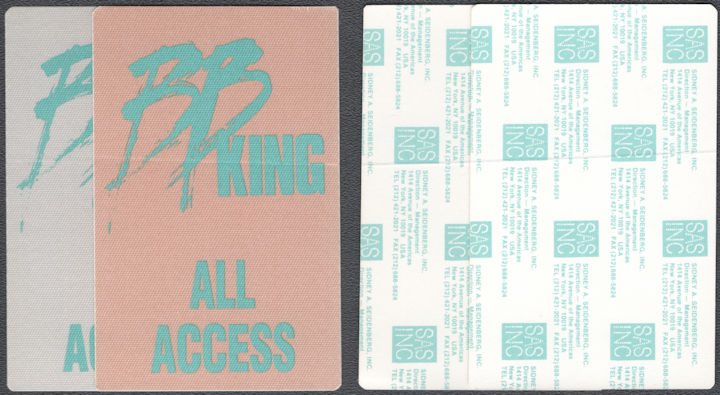 BB
KING
ALL
ACCESS
B
AC
SAS
INC
SIDNEY A. SEIDENBERG, INC.
Direction — Management
1414 Avenue of the Americas
New York, NY 10019 USA
TEL (212) 421-2021 FAX (212) 688-5824